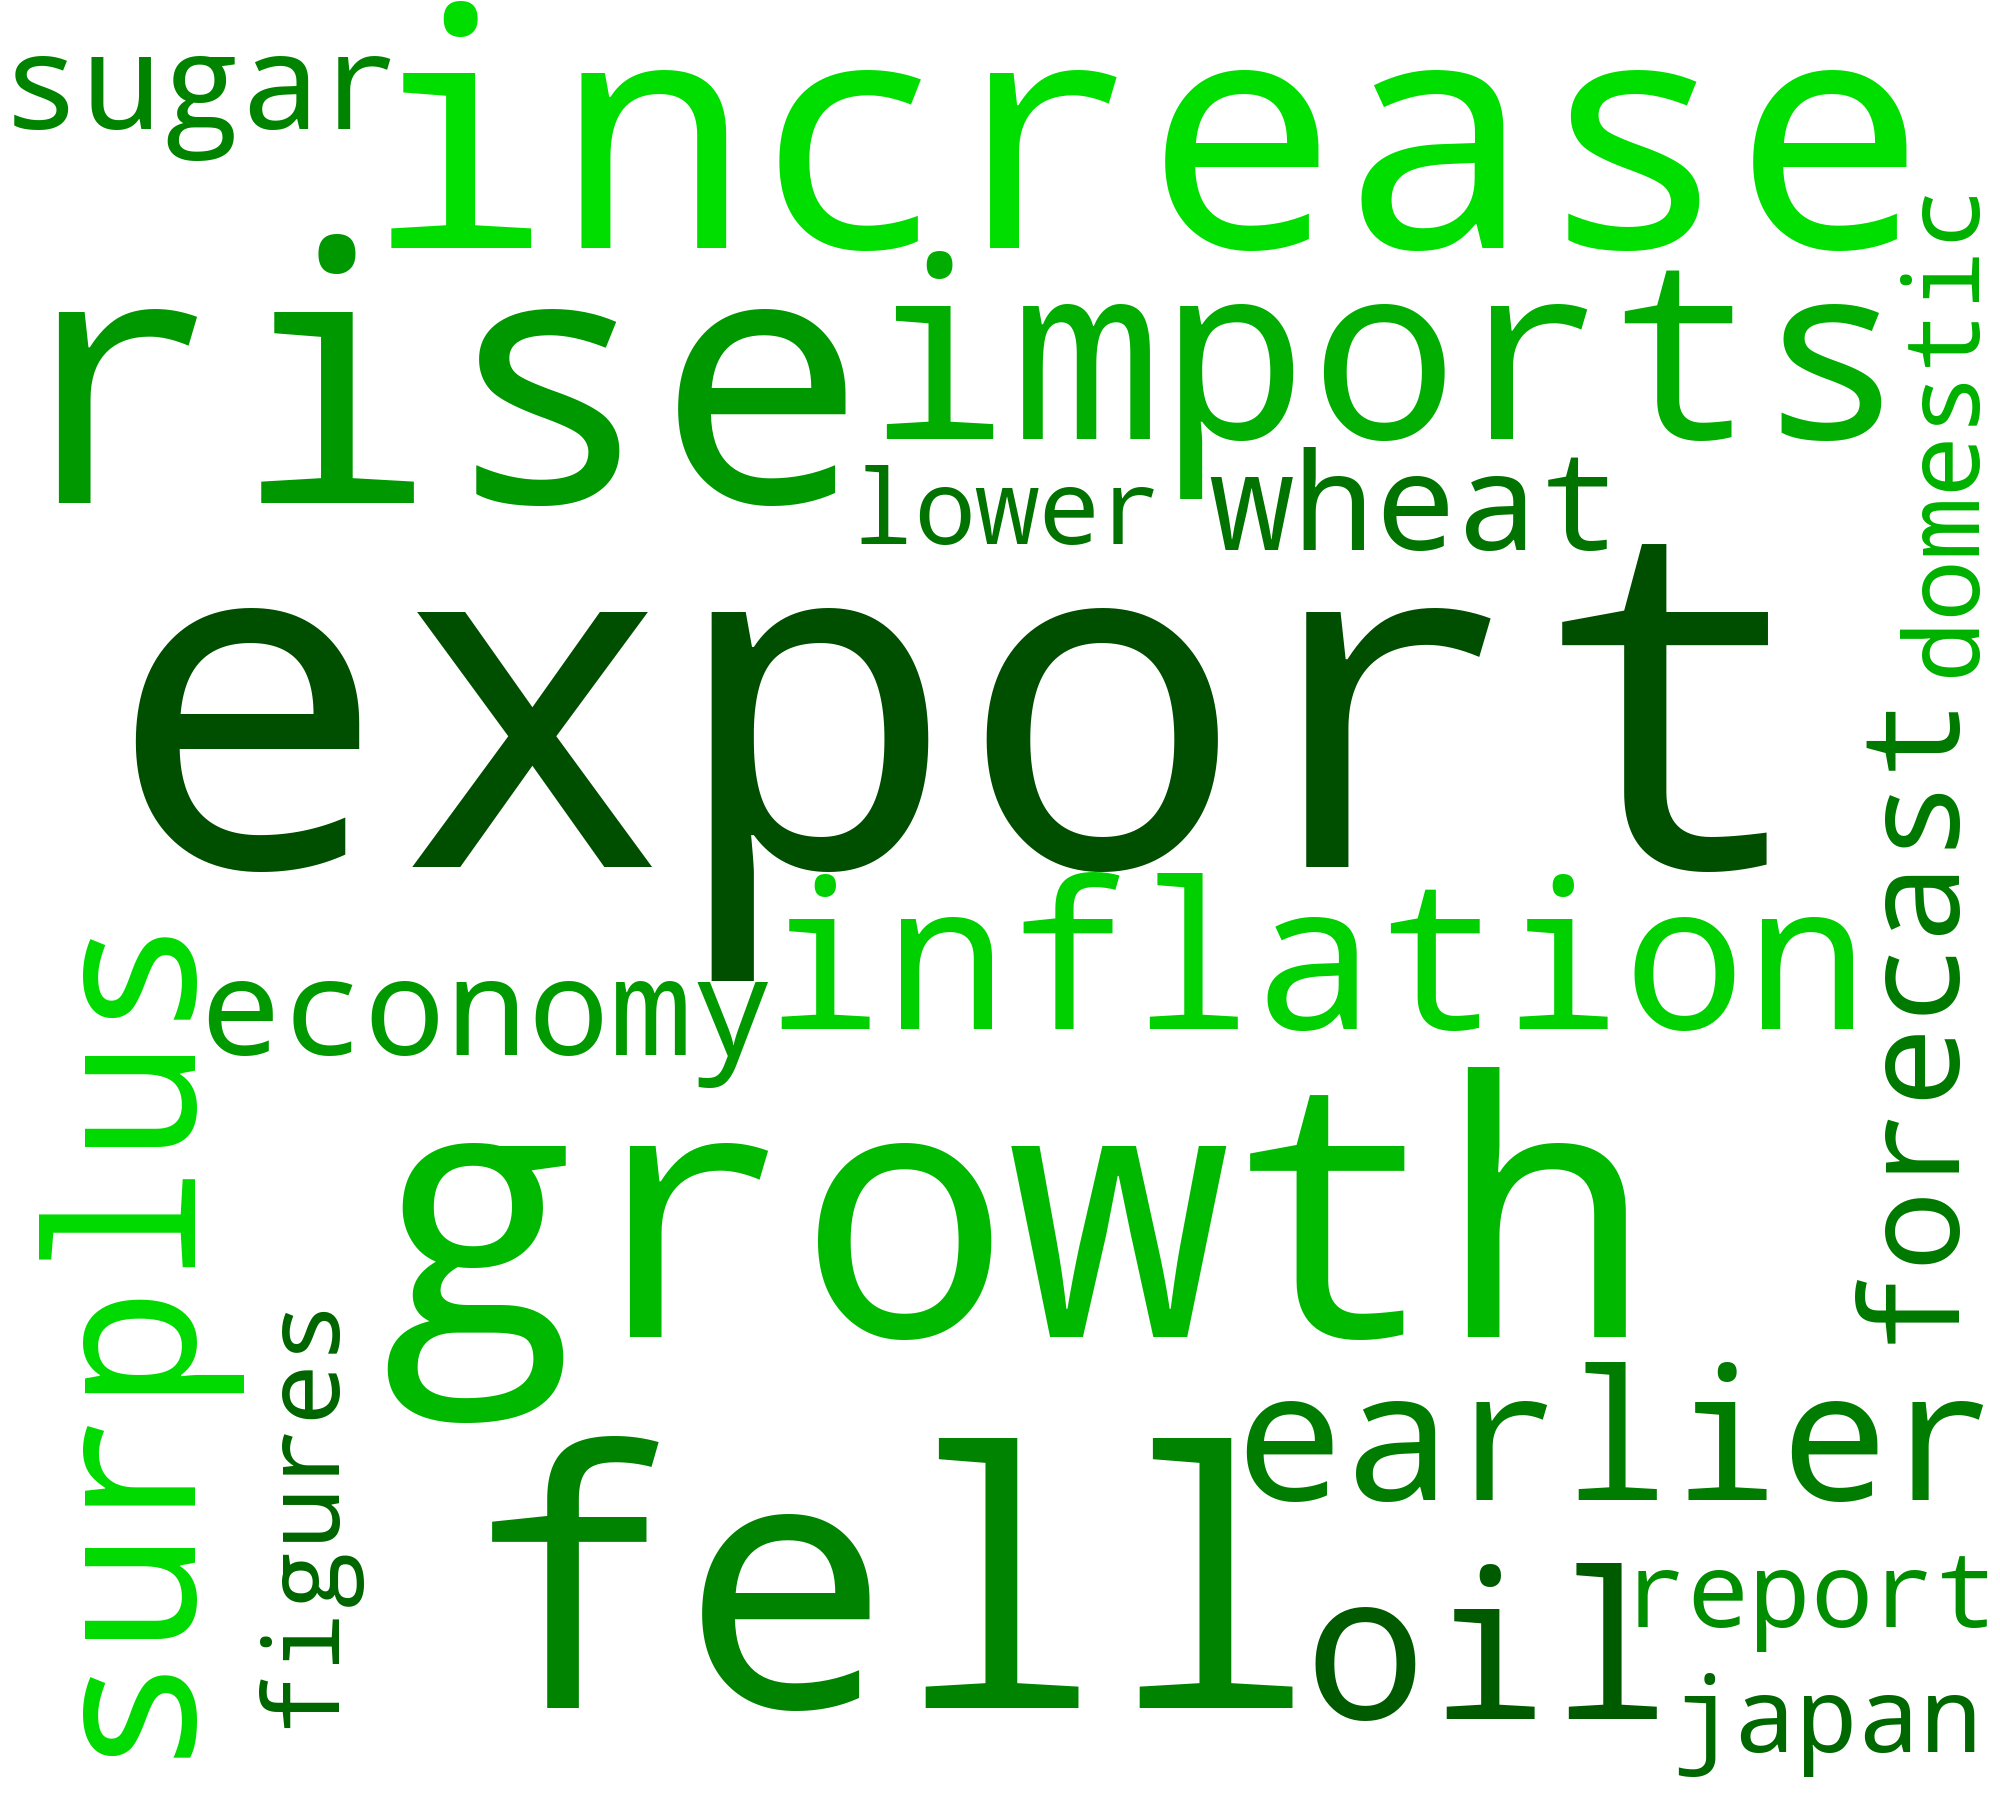 sugar
increase
rise
imports
domestic
lower
wheat
export
forecast
inflation
economy
surplus
growth
figures
earlier
fell
oil
report
japan